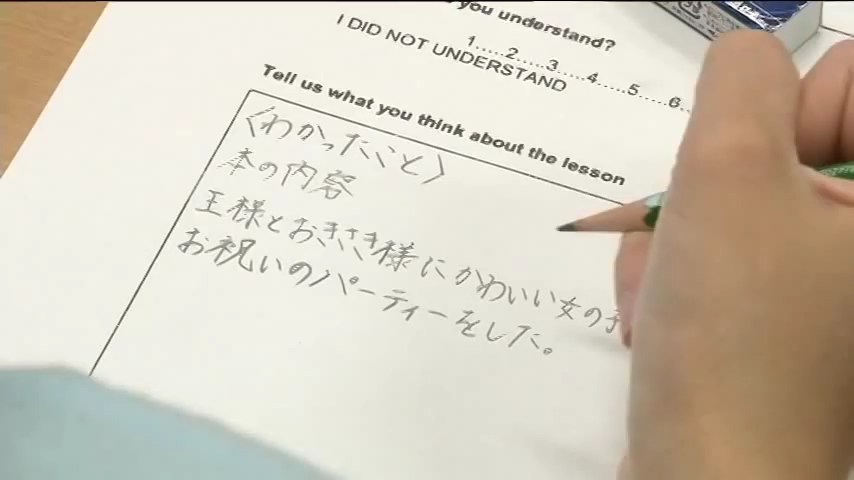 you understand?
1.....2.....3.....4.....5.....6..
I DID NOT UNDERSTAND
Tell us what you think about the lesson
〈わかったこと〉
本の内容
王様とおきさき様にかわいい女の子
お祝いのパーティーをした。